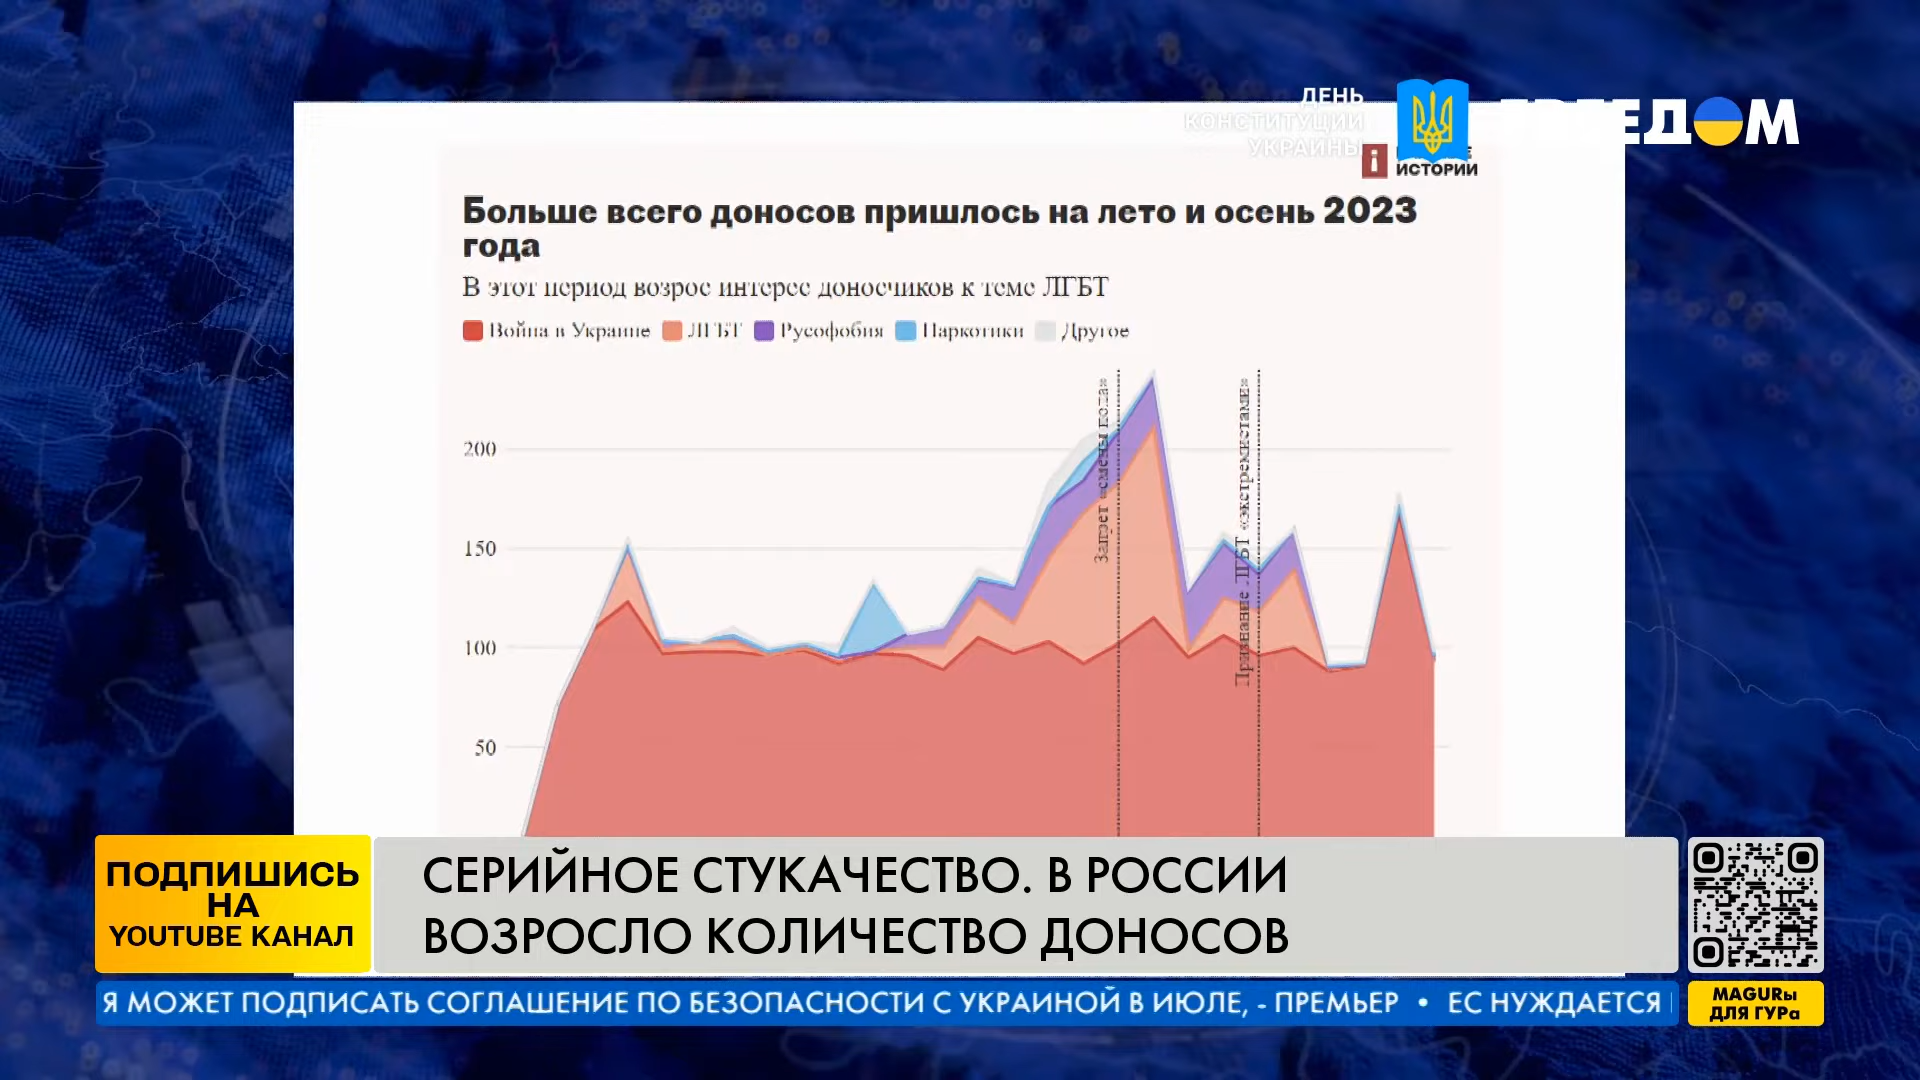 ДЕНЬ
КОНСТИТУЦИИ
УКРАИНЫ
ЕДОМ
ИСТОРИИ
Больше всего доносов пришлось на лето и осень 2023
года
В этот период возрос интерес доносчиков к теме ЛГБТ
Война в Украине ЛГБТ Русофобия Наркотики Другое
Запрет «смены пола»
Признание ЛГБТ «экстремистами»
200
150
100
50
ПОДПИШИСЬ
НА
YOUTUBE КАНАЛ
СЕРИЙНОЕ СТУКАЧЕСТВО. В РОССИИ
ВОЗРОСЛО КОЛИЧЕСТВО ДОНОСОВ
Я МОЖЕТ ПОДПИСАТЬ СОГЛАШЕНИЕ ПО БЕЗОПАСНОСТИ С УКРАИНОЙ В ИЮЛЕ, - ПРЕМЬЕР • ЕС НУЖДАЕТСЯ
MAGURы
ДЛЯ ГУРа